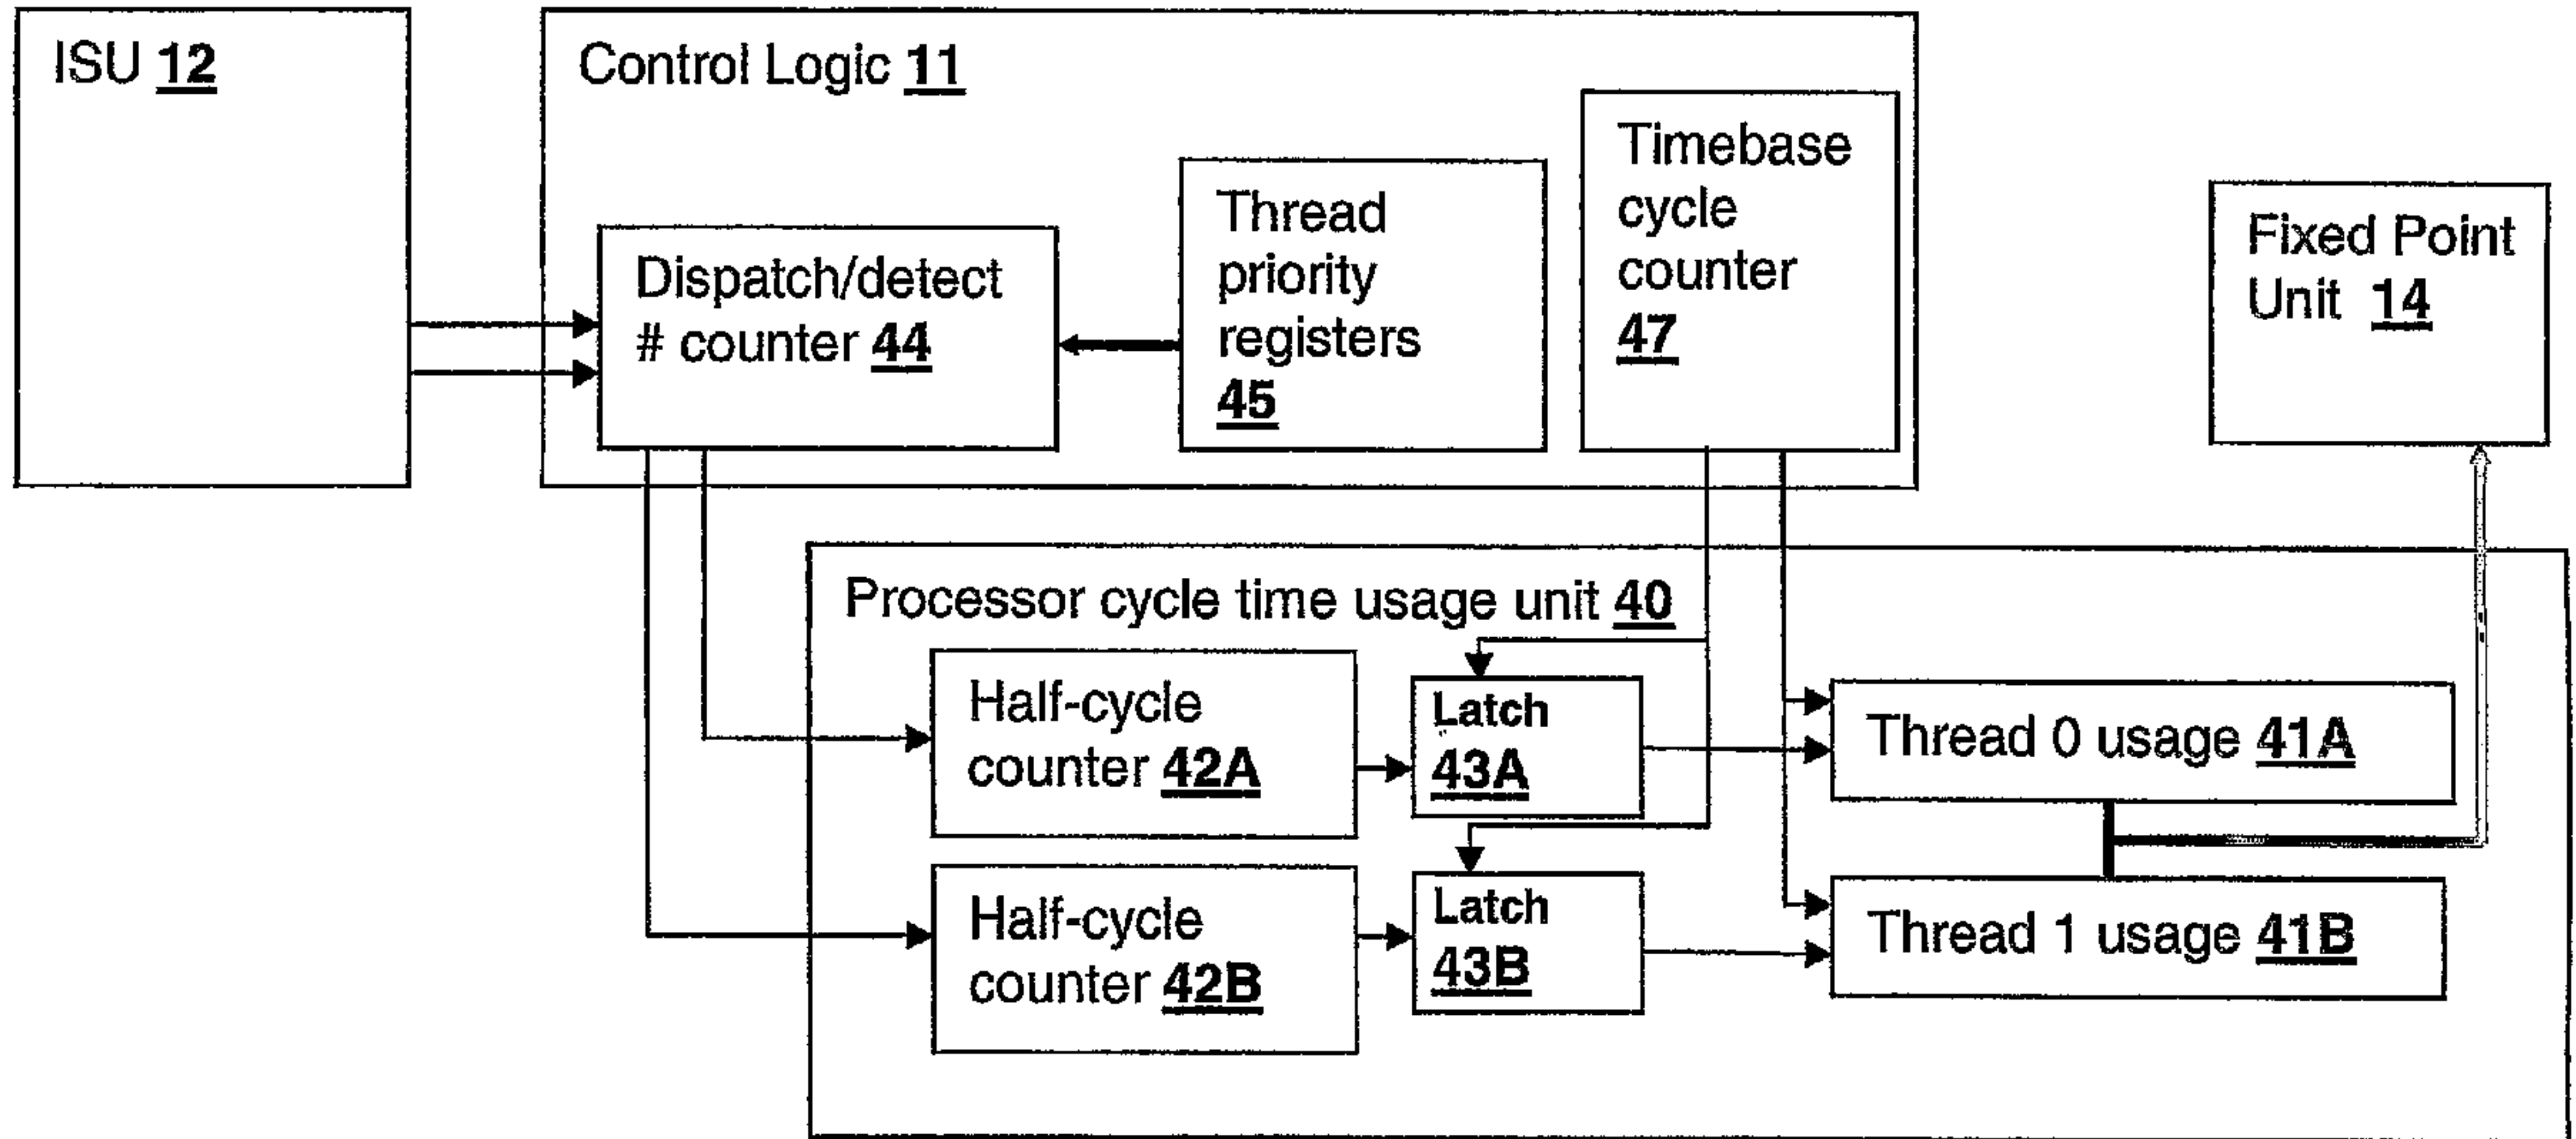 ISU 12
Control Logic 11
Dispatch/detect
# counter 44
Thread
priority
registers
45
Timebase
cycle
counter
47
Fixed Point
Unit 14
Processor cycle time usage unit 40
Half-cycle
counter 42A
Latch
43A
Thread 0 usage 41A
Half-cycle
counter 42B
Latch
43B
Thread 1 usage 41B